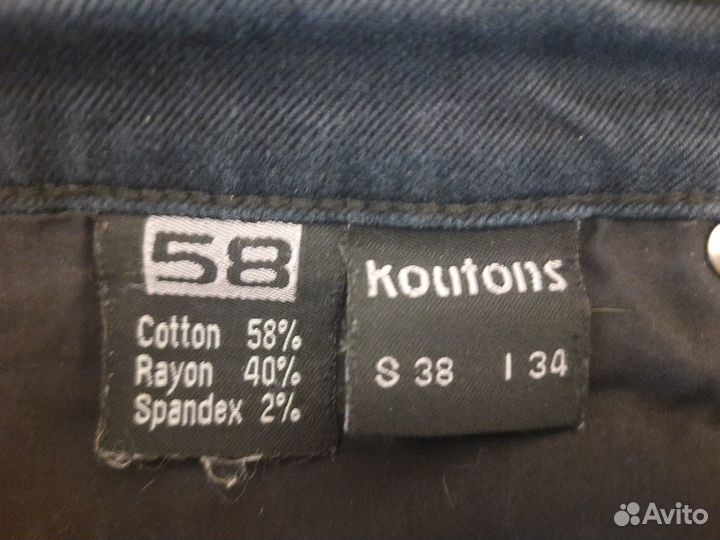 58
Cotton 58%
Rayon 40%
Spandex 2%
Koutons
S 38 I 34
Avito